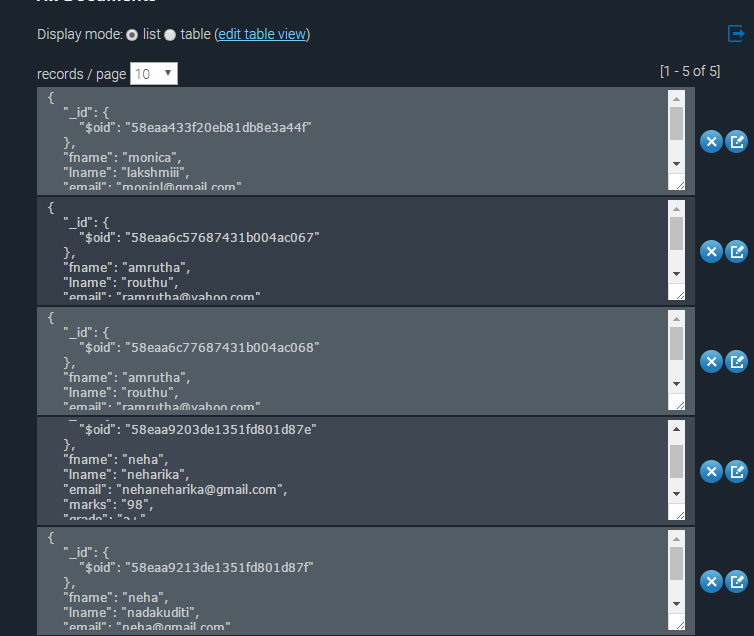 Display mode: list table (edit table view)
records / page 10 [1 - 5 of 5]
{
"_id": {
"$oid": "58eaa433f20eb81db8e3a44f"
},
"fname": "monica",
"lname": "lakshmiii",
"email": "moninl@gmail.com"
{
"_id": {
"$oid": "58eaa6c57687431b004ac067"
},
"fname": "amrutha",
"lname": "routhu",
"email": "ramrutha@yahoo.com"
{
"_id": {
"$oid": "58eaa6c77687431b004ac068"
},
"fname": "amrutha",
"lname": "routhu",
"email": "ramrutha@yahoo.com"
"$oid": "58eaa9203de1351fd801d87e"
},
"fname": "neha",
"lname": "neharika",
"email": "nehaneharika@gmail.com",
"marks": "98",
{
"_id": {
"$oid": "58eaa9213de1351fd801d87f"
},
"fname": "neha",
"lname": "nadakuditi",
"email": "neha@gmail.com"